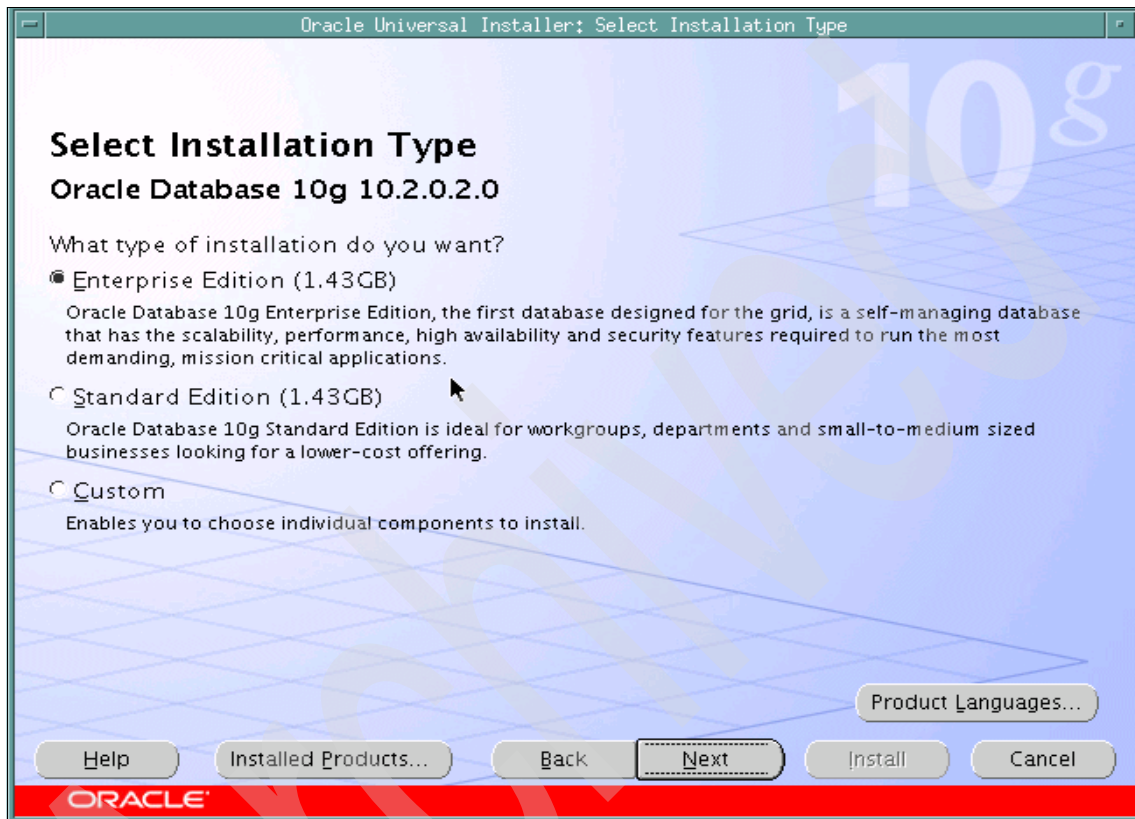 Oracle Universal Installer: Select Installation Type
10g
Select Installation Type
Oracle Database 10g 10.2.0.2.0
What type of installation do you want?
Enterprise Edition (1.43GB)
Oracle Database 10g Enterprise Edition, the first database designed for the grid, is a self-managing database
that has the scalability, performance, high availability and security features required to run the most
demanding, mission critical applications.
Standard Edition (1.43GB)
Oracle Database 10g Standard Edition is ideal for workgroups, departments and small-to-medium sized
businesses looking for a lower-cost offering.
Custom
Enables you to choose individual components to install.
Product Languages...
Help Installed Products... Back Next Install Cancel
ORACLE